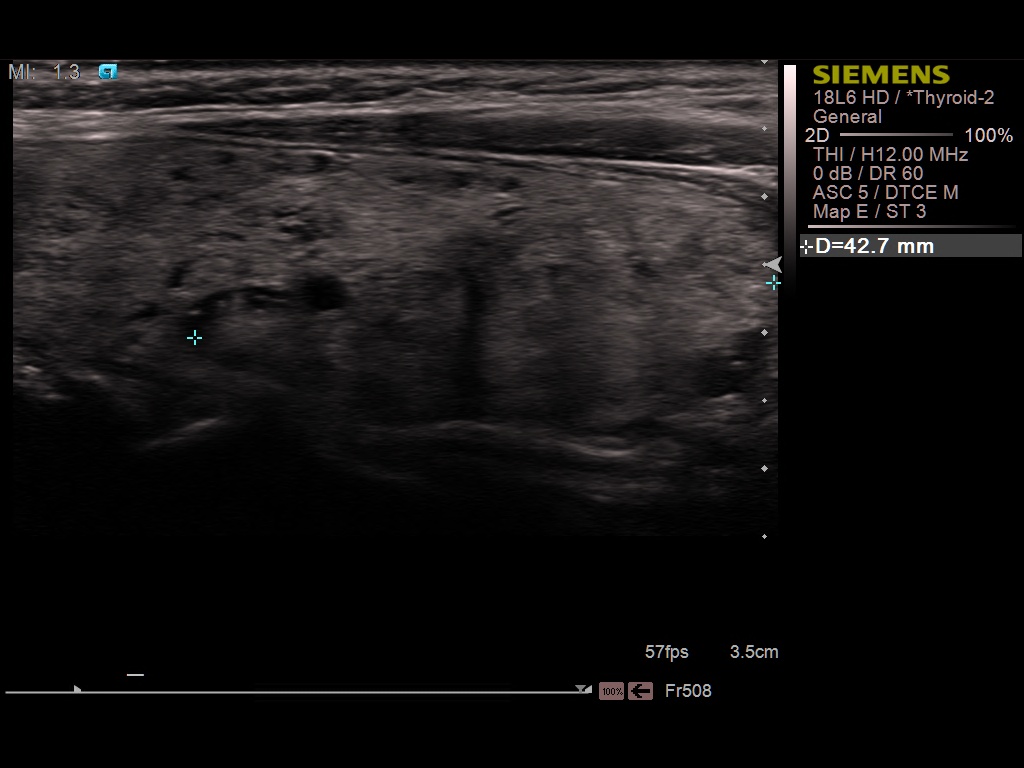 MI: 1.3
SIEMENS
18L6 HD / *Thyroid-2
General
2D 100%
THI / H12.00 MHz
0 dB / DR 60
ASC 5 / DTCE M
Map E / ST 3
D=42.7 mm
57fps 3.5cm
100% Fr508